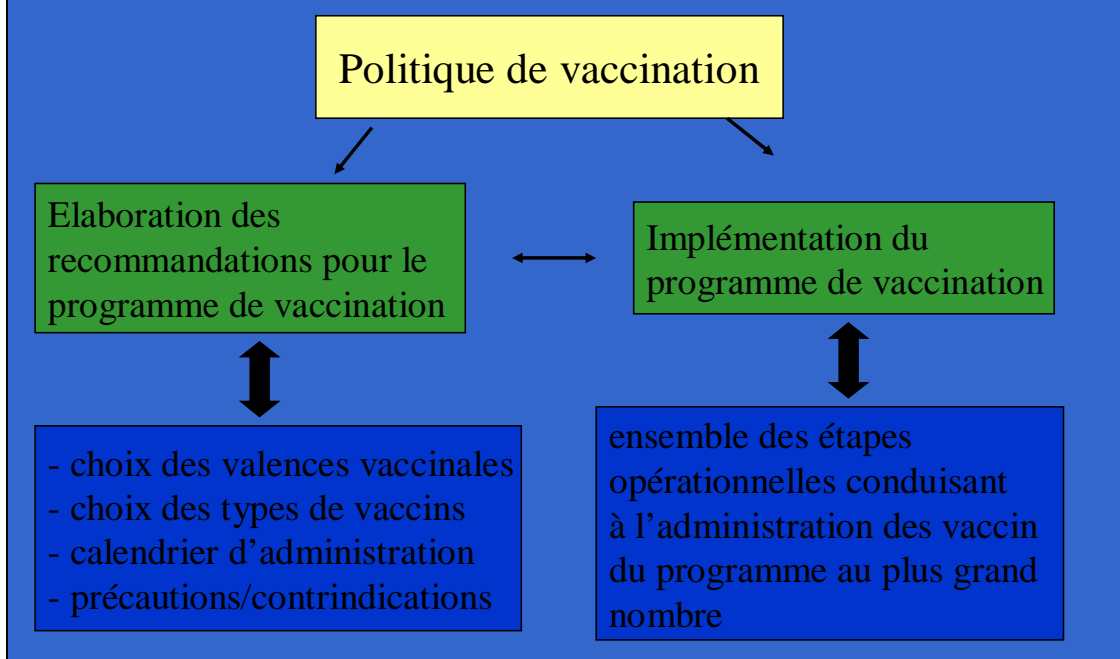 Politique de vaccination
Elaboration des
recommandations pour le
programme de vaccination
Implémentation du
programme de vaccination
- choix des valences vaccinales
- choix des types de vaccins
- calendrier d’administration
- précautions/contrindications
ensemble des étapes
opérationnelles conduisant
à l’administration des vaccin
du programme au plus grand
nombre